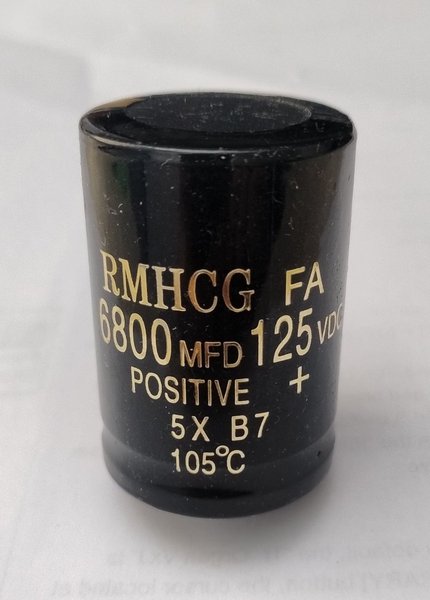 RMHCG FA
6800 MFD 125 VDC
POSITIVE +
5X B7
105°C